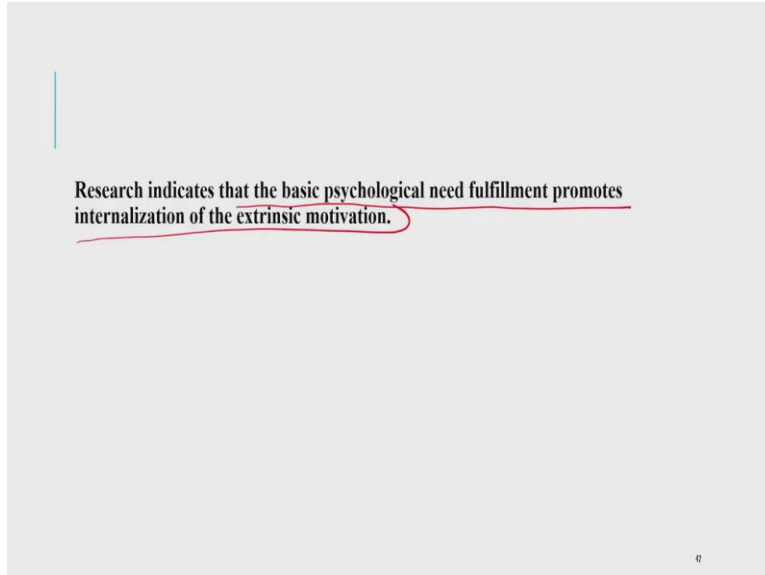 Research indicates that the basic psychological need fulfillment promotes
internalization of the extrinsic motivation.